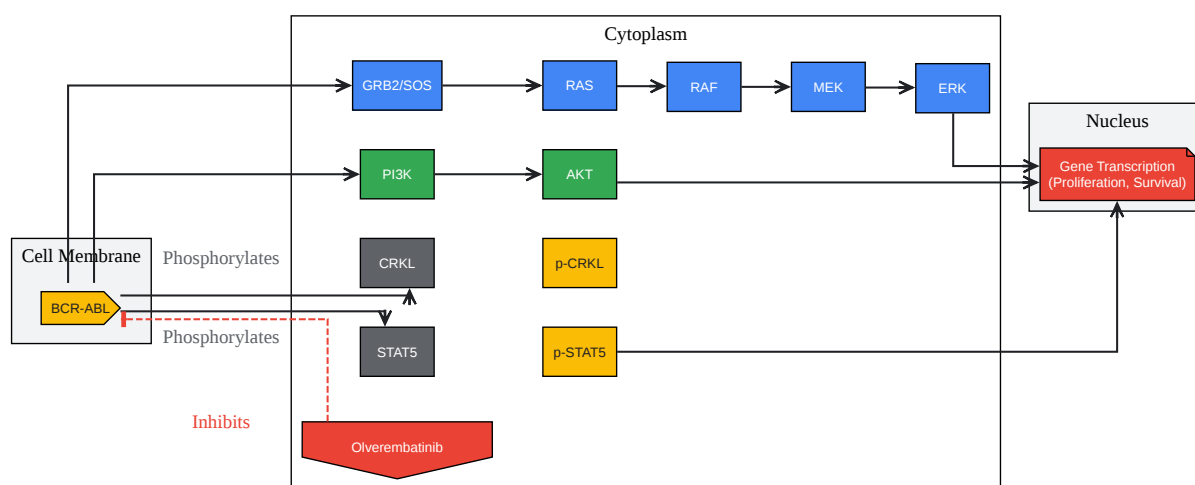 Cytoplasm
GRB2/SOS
RAS
RAF
MEK
ERK
Nucleus
Gene Transcription
(Proliferation, Survival)
PI3K
AKT
Cell Membrane
Phosphorylates
CRKL
p-CRKL
BCR-ABL
Phosphorylates
STAT5
p-STAT5
Inhibits
Olverembatinib